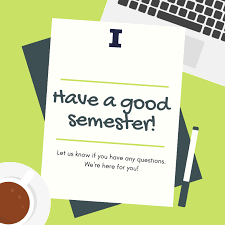 I
Have a good
semester!
Let us know if you have any questions.
We're here for you!